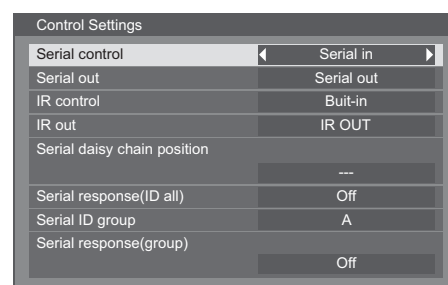 Control Settings
Serial control Serial in
Serial out Serial out
IR control Buit-in
IR out IR OUT
Serial daisy chain position
---
Serial response(ID all) Off
Serial ID group A
Serial response(group)
Off